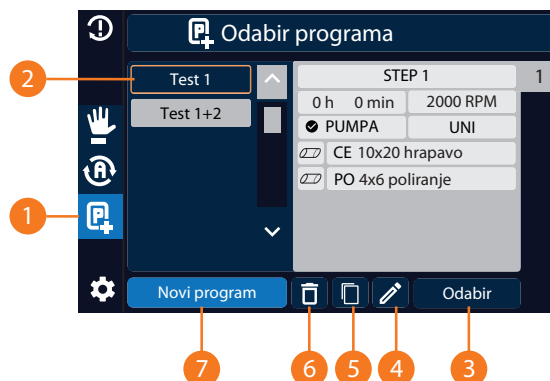 Odabir programa
2
Test 1
Test 1+2
STEP 1
1
0 h 0 min
2000 RPM
PUMPA
UNI
CE 10x20 hrapavo
PO 4x6 poliranje
1
Novi program
Odabir
7
6
5
4
3